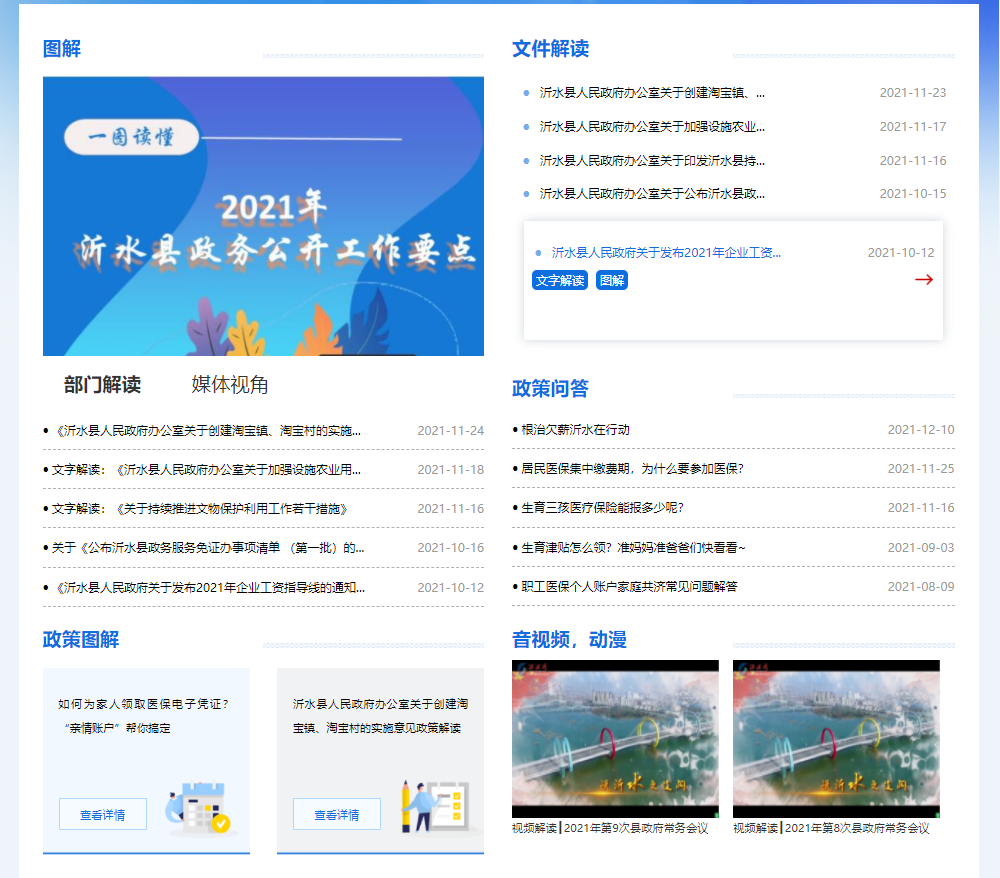 图解
一图读懂
2021年
沂水县政务公开工作要点
部门解读 媒体视角
• 《沂水县人民政府办公室关于创建淘宝镇、淘宝村的实施... 2021-11-24
• 文字解读：《沂水县人民政府办公室关于加强设施农业用... 2021-11-18
• 文字解读：《关于持续推进文物保护利用工作若干措施》 2021-11-16
• 关于《公布沂水县政务服务免证办事项清单 （第一批）的... 2021-10-16
• 《沂水县人民政府关于发布2021年企业工资指导线的通知... 2021-10-12
政策图解
如何为家人领取医保电子凭证？
“亲情账户”帮你搞定
查看详情
沂水县人民政府办公室关于创建淘
宝镇、淘宝村的实施意见政策解读
查看详情
文件解读
沂水县人民政府办公室关于创建淘宝镇、... 2021-11-23
沂水县人民政府办公室关于加强设施农业... 2021-11-17
沂水县人民政府办公室关于印发沂水县持... 2021-11-16
沂水县人民政府办公室关于公布沂水县政... 2021-10-15
沂水县人民政府关于发布2021年企业工资... 2021-10-12
文字解读 图解
政策问答
• 根治欠薪沂水在行动 2021-12-10
• 居民医保集中缴费期，为什么要参加医保？ 2021-11-25
• 生育三孩医疗保险能报多少呢？ 2021-11-16
• 生育津贴怎么领？准妈妈准爸爸们快看看~ 2021-09-03
• 职工医保个人账户家庭共济常见问题解答 2021-08-09
音视频，动漫
视频解读┃2021年第9次县政府常务会议
视频解读┃2021年第8次县政府常务会议